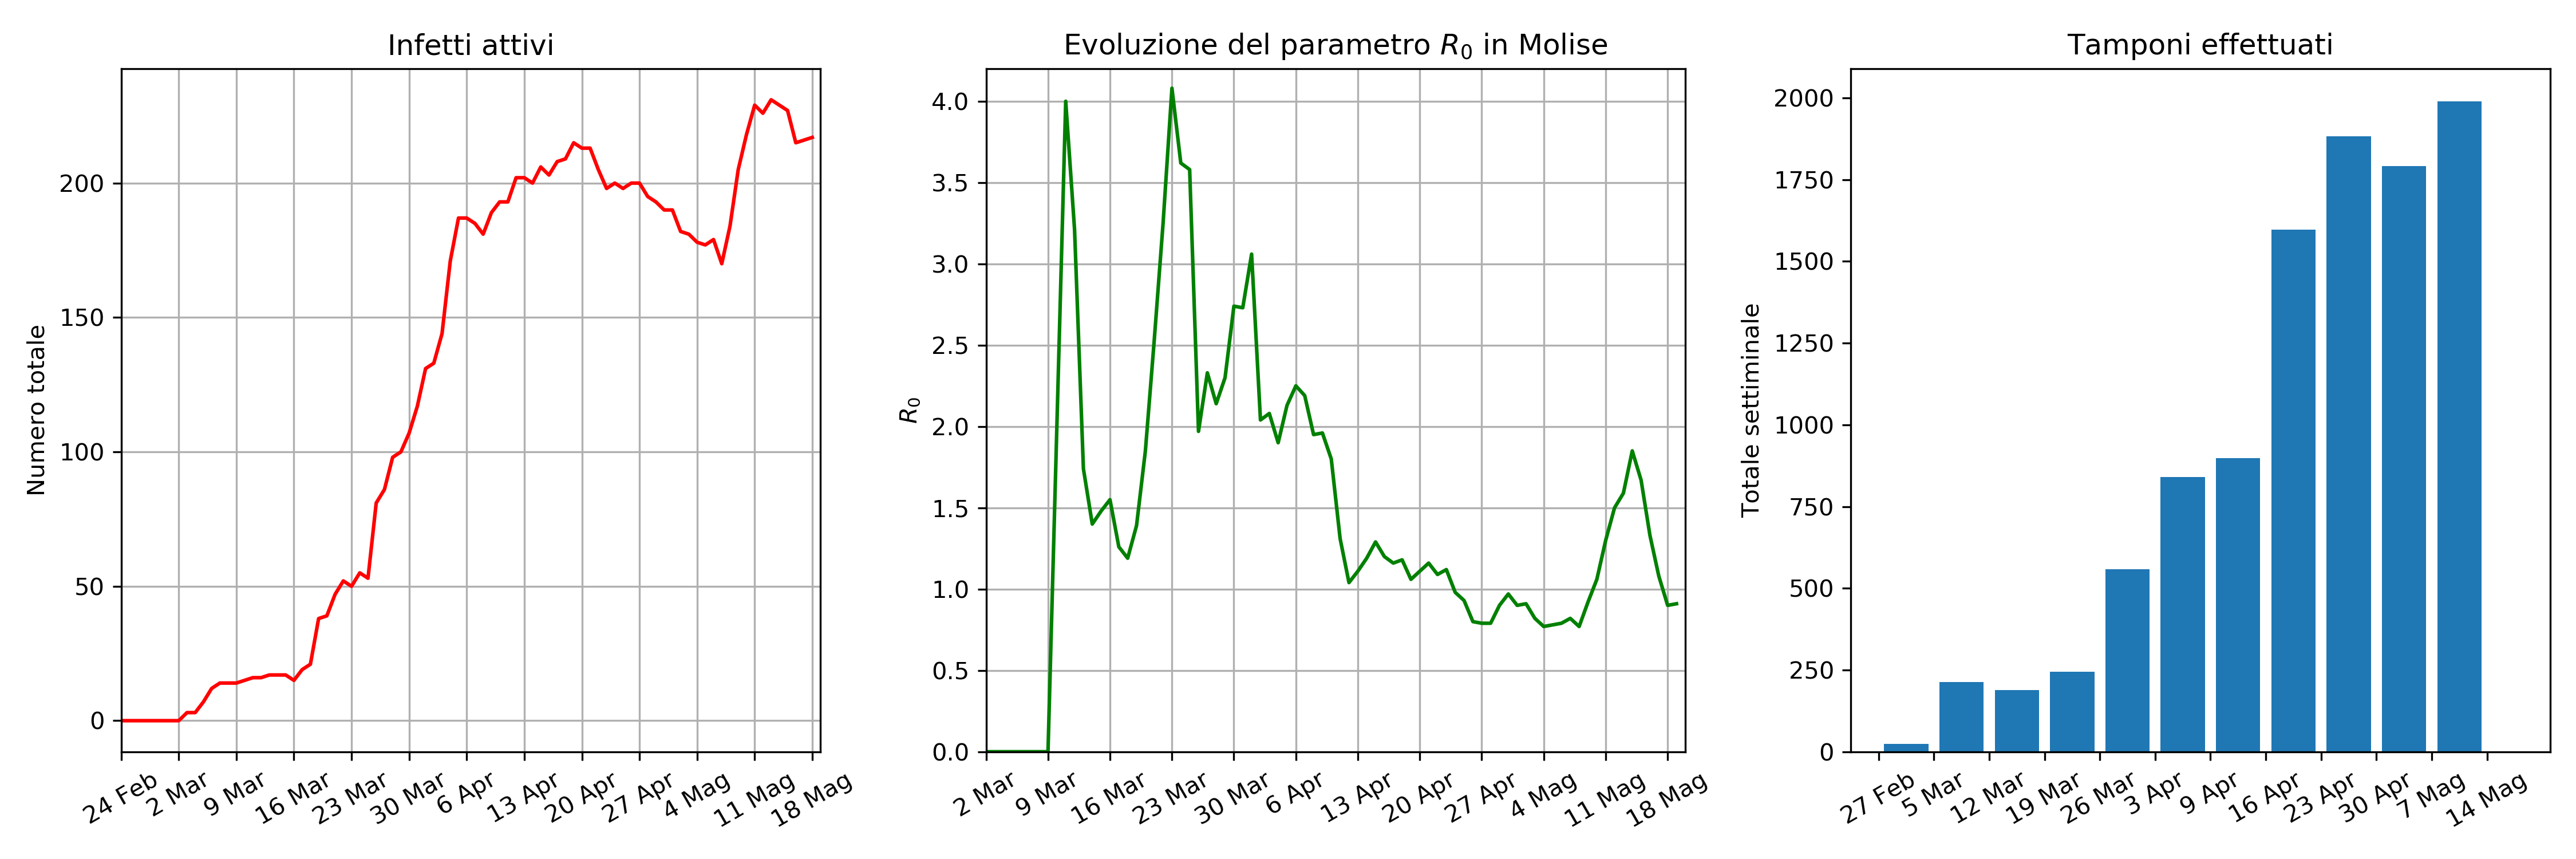 Infetti attivi
Numero totale
200
150
100
50
0
24 Feb
2 Mar
9 Mar
16 Mar
23 Mar
30 Mar
6 Apr
13 Apr
20 Apr
27 Apr
4 Mag
11 Mag
18 Mag
Evoluzione del parametro R₀ in Molise
R₀
4.0
3.5
3.0
2.5
2.0
1.5
1.0
0.5
0.0
2 Mar
9 Mar
16 Mar
23 Mar
30 Mar
6 Apr
13 Apr
20 Apr
27 Apr
4 Mag
11 Mag
18 Mag
Tamponi effettuati
Totale settiminale
2000
1750
1500
1250
1000
750
500
250
0
27 Feb
5 Mar
12 Mar
19 Mar
26 Mar
3 Apr
9 Apr
16 Apr
23 Apr
30 Apr
7 Mag
14 Mag